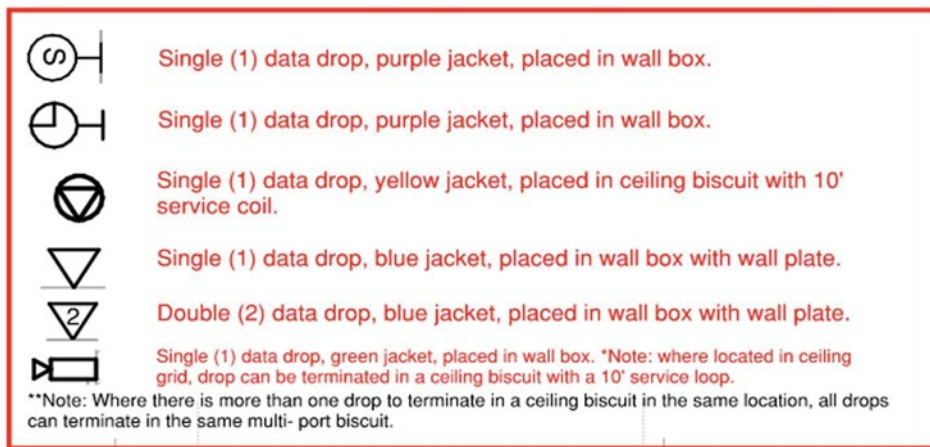 S
Single (1) data drop, purple jacket, placed in wall box.
Single (1) data drop, purple jacket, placed in wall box.
Single (1) data drop, yellow jacket, placed in ceiling biscuit with 10'
service coil.
Single (1) data drop, blue jacket, placed in wall box with wall plate.
2
Double (2) data drop, blue jacket, placed in wall box with wall plate.
Single (1) data drop, green jacket, placed in wall box. *Note: where located in ceiling
grid, drop can be terminated in a ceiling biscuit with a 10' service loop.
**Note: Where there is more than one drop to terminate in a ceiling biscuit in the same location, all drops
can terminate in the same multi- port biscuit.